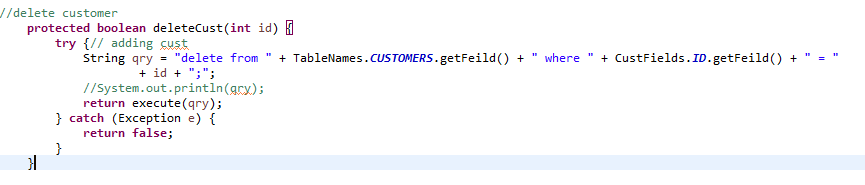 //delete customer
protected boolean deleteCust(int id) {
try {// adding cust
String qry = "delete from " + TableNames.CUSTOMERS.getFeild() + " where " + CustFields.ID.getFeild() + " = "
+ id + ";";
//System.out.println(qry);
return execute(qry);
} catch (Exception e) {
return false;
}
}